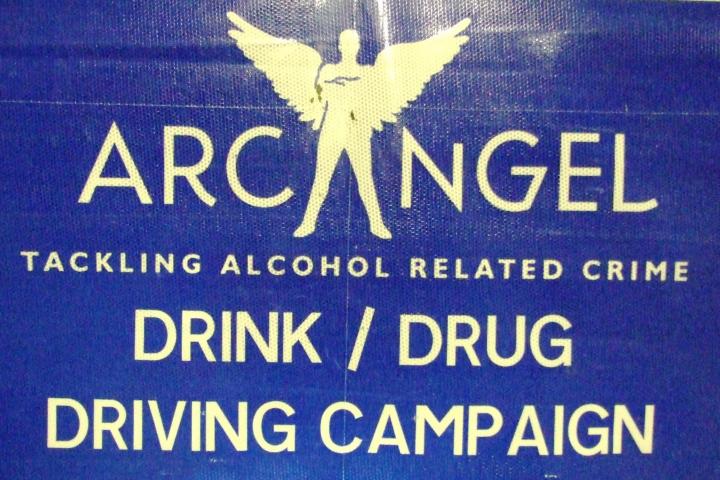 ARCANGEL
TACKLING ALCOHOL RELATED CRIME
DRINK / DRUG
DRIVING CAMPAIGN